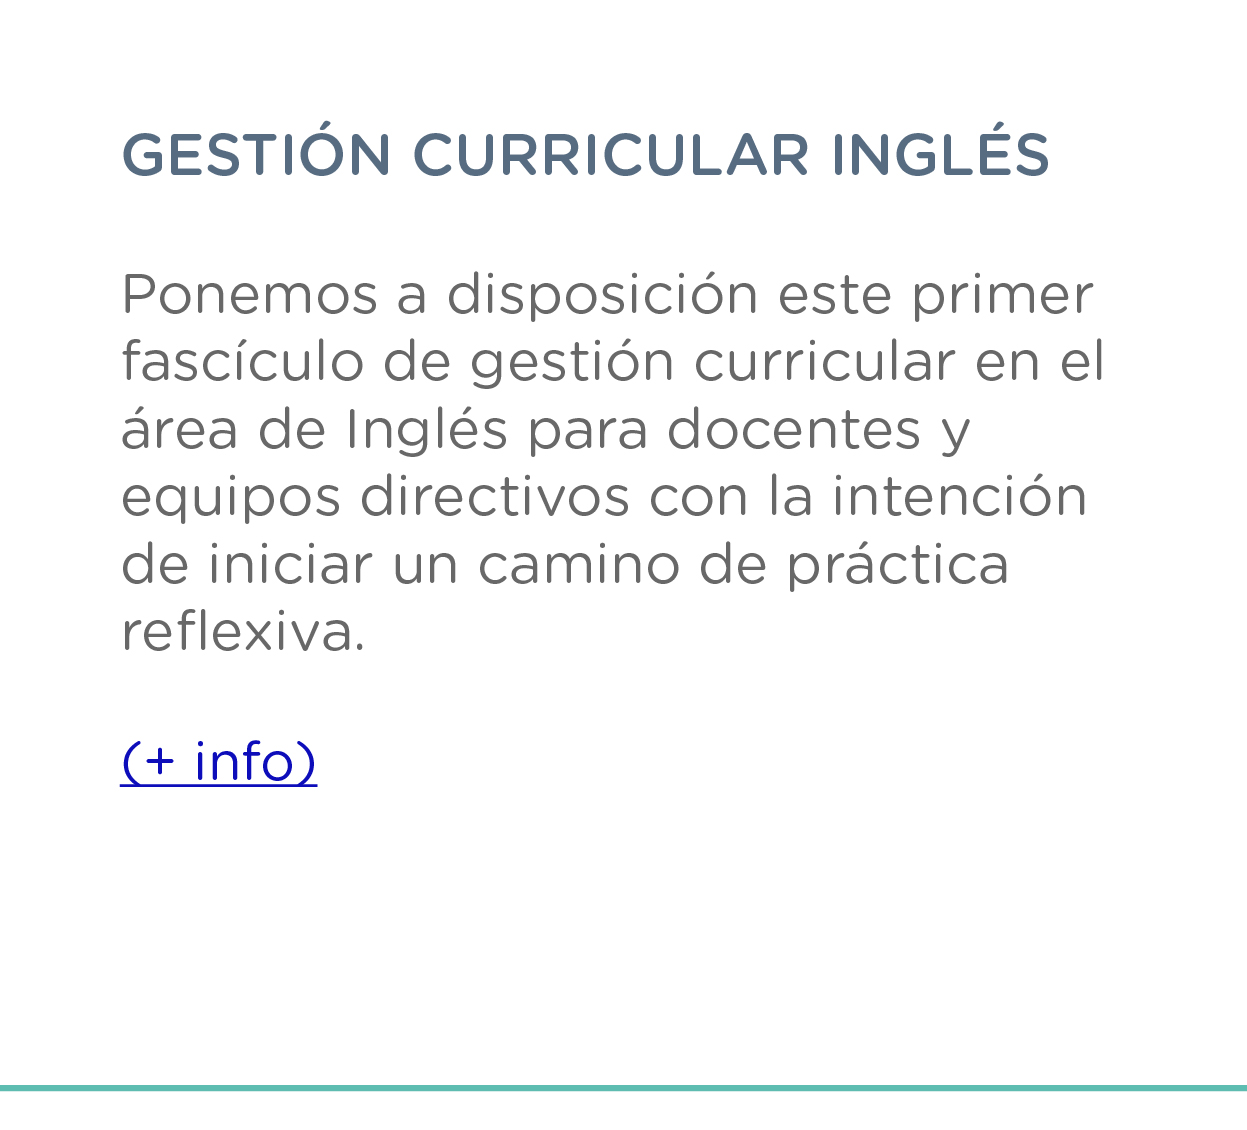 GESTIÓN CURRICULAR INGLÉS
Ponemos a disposición este primer
fascículo de gestión curricular en el
área de Inglés para docentes y
equipos directivos con la intención
de iniciar un camino de práctica
reflexiva.
(+ info)